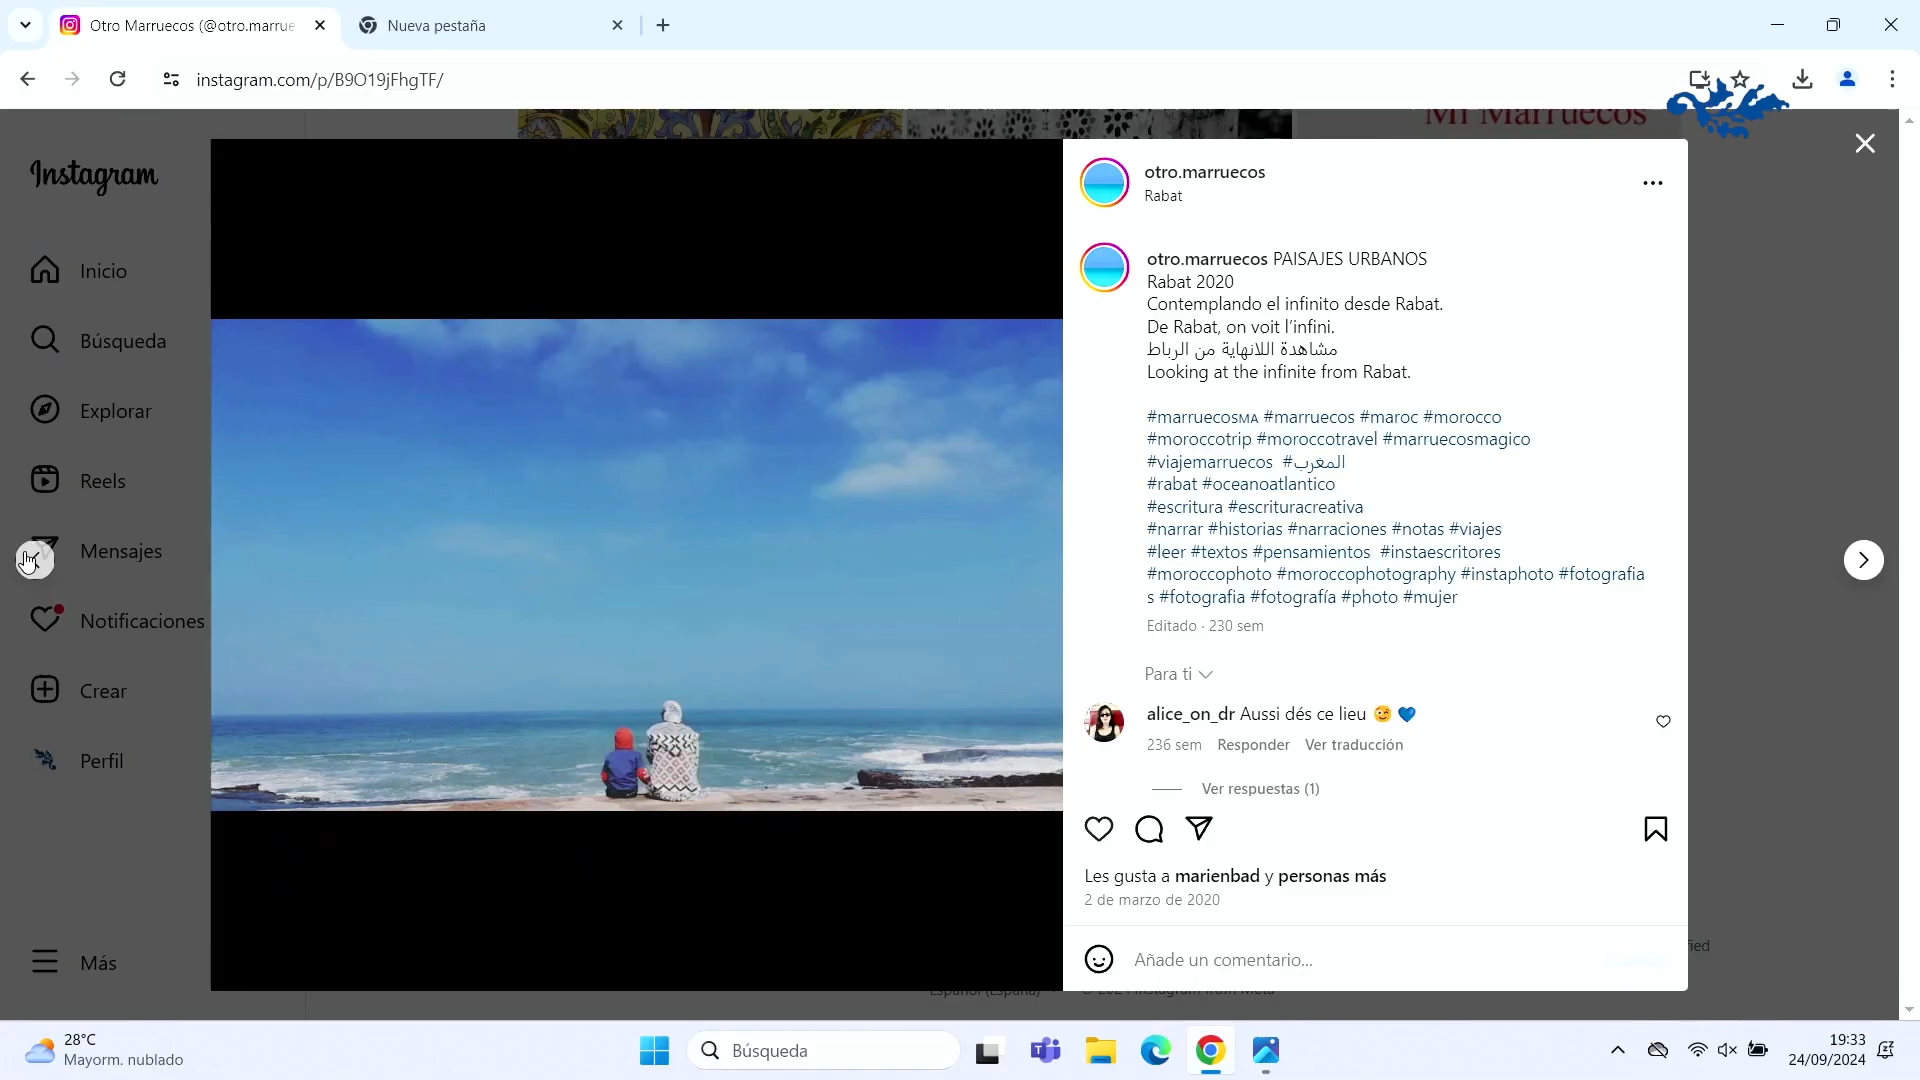 Otro Marruecos (@otro.marrue
Nueva pestaña
instagram.com/p/B9O19jFhgTF/
Mi Marruecos
Instagram
Inicio
Búsqueda
Explorar
Reels
Mensajes
Notificaciones
Crear
Perfil
Más
otro.marruecos
Rabat
otro.marruecos PAISAJES URBANOS
Rabat 2020
Contemplando el infinito desde Rabat.
De Rabat, on voit l'infini.
مشاهدة اللانهاية من الرباط
Looking at the infinite from Rabat.
#marruecosᴍᴀ #marruecos #maroc #morocco
#moroccotrip #moroccotravel #marruecosmagico
#viajemarruecos #المغرب
#rabat #oceanoatlantico
#escritura #escrituracreativa
#narrar #historias #narraciones #notas #viajes
#leer #textos #pensamientos #instaescritores
#moroccophoto #moroccophotography #instaphoto #fotografia
s #fotografia #fotografía #photo #mujer
Editado · 230 sem
Para ti
alice_on_dr Aussi dés ce lieu 😉 💙
236 sem Responder Ver traducción
Ver respuestas (1)
Les gusta a marienbad y personas más
2 de marzo de 2020
Añade un comentario...
28°C
Mayorm. nublado
Búsqueda
19:33
24/09/2024